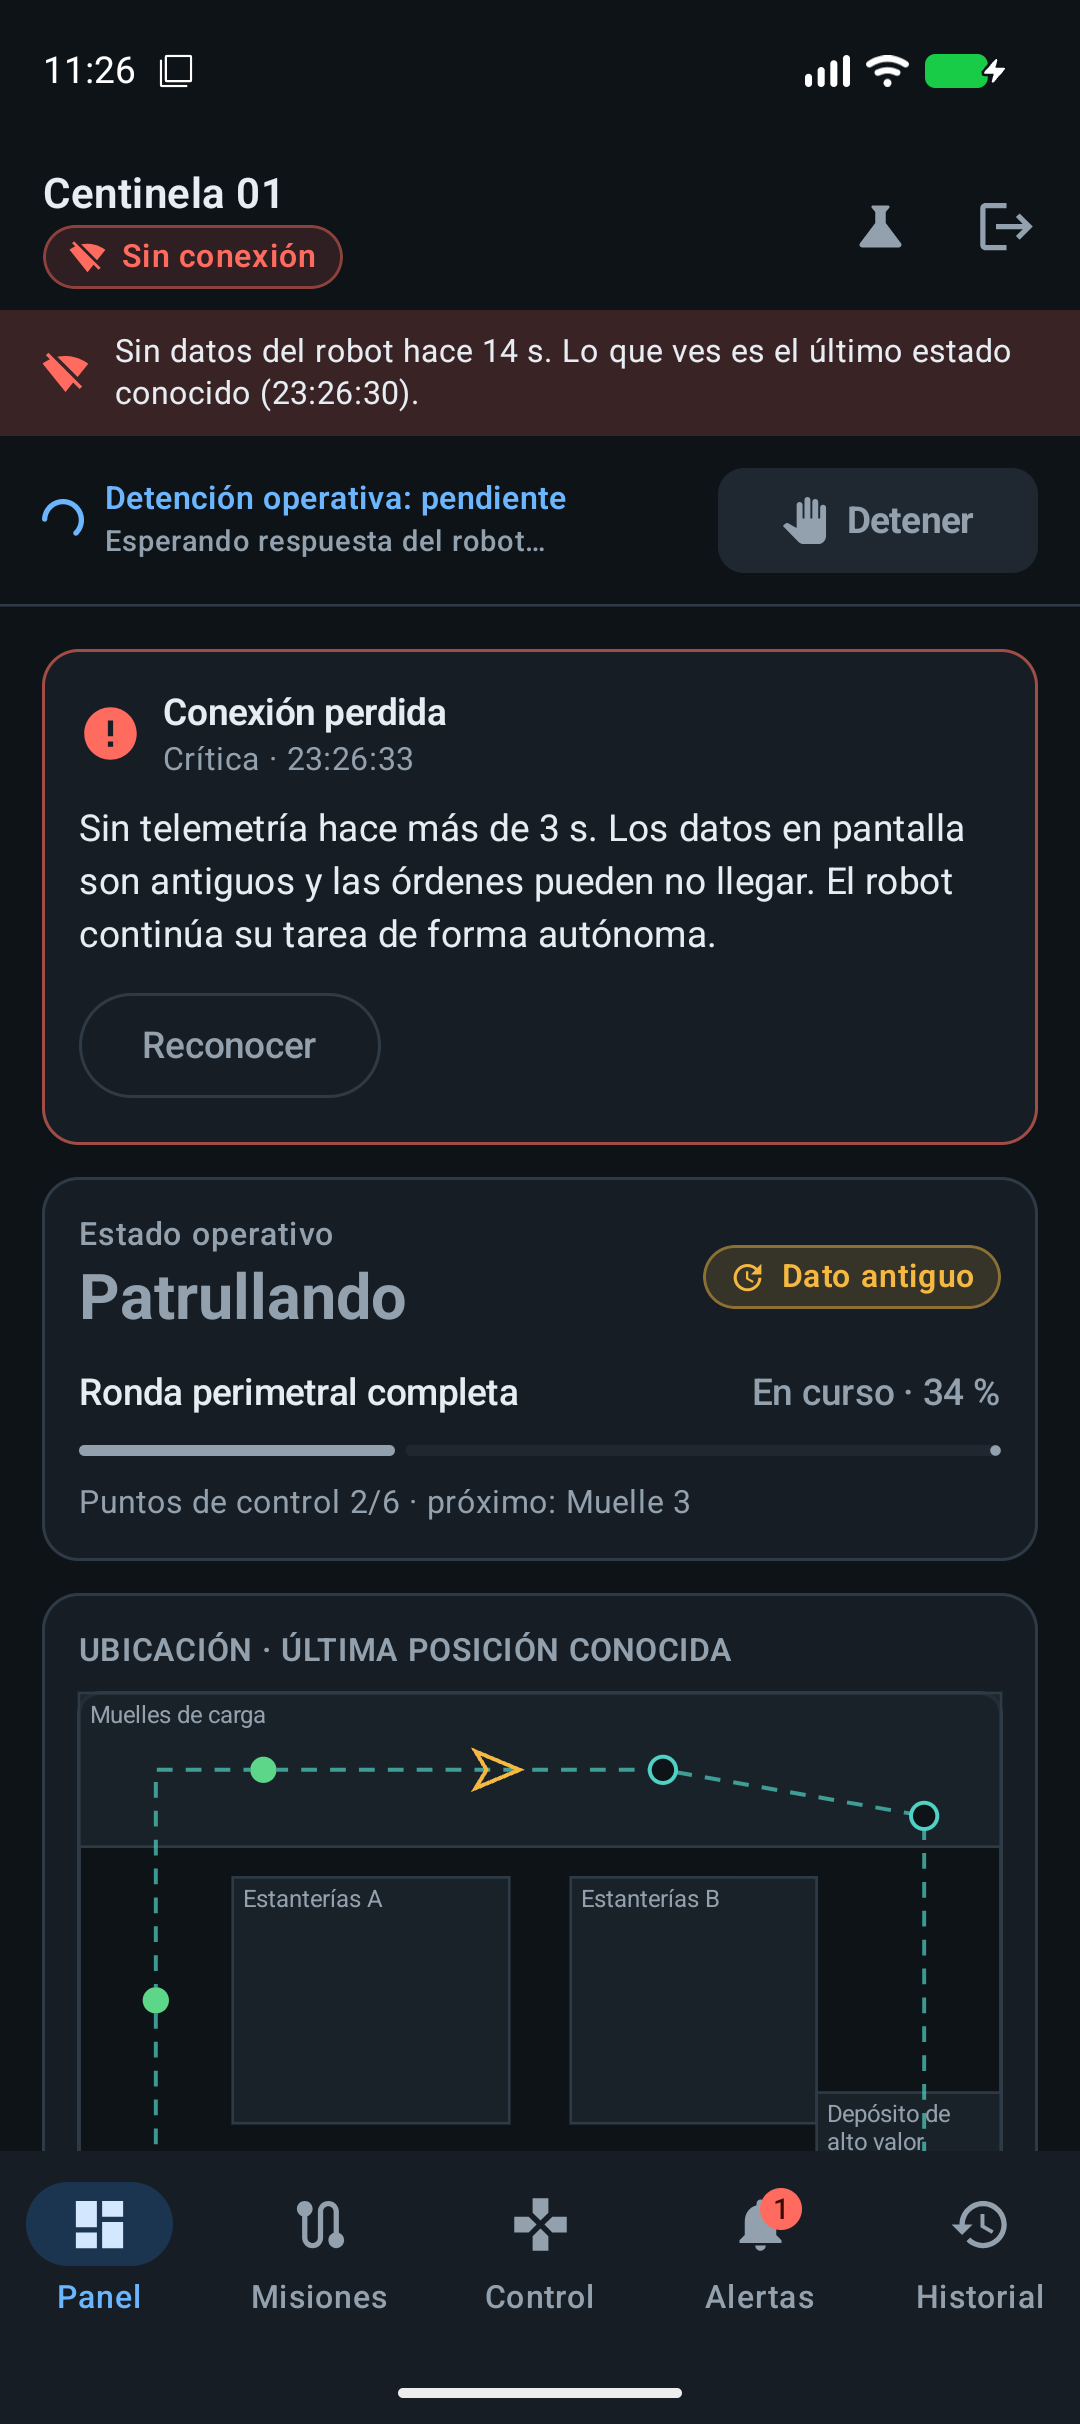 11:26
Centinela 01
Sin conexión
Sin datos del robot hace 14 s. Lo que ves es el último estado
conocido (23:26:30).
Detención operativa: pendiente
Esperando respuesta del robot…
Detener
Conexión perdida
Crítica · 23:26:33
Sin telemetría hace más de 3 s. Los datos en pantalla
son antiguos y las órdenes pueden no llegar. El robot
continúa su tarea de forma autónoma.
Reconocer
Estado operativo
Patrullando
Dato antiguo
Ronda perimetral completa
En curso · 34 %
Puntos de control 2/6 · próximo: Muelle 3
UBICACIÓN · ÚLTIMA POSICIÓN CONOCIDA
Muelles de carga
Estanterías A
Estanterías B
Depósito de
alto valor
1
Panel
Misiones
Control
Alertas
Historial